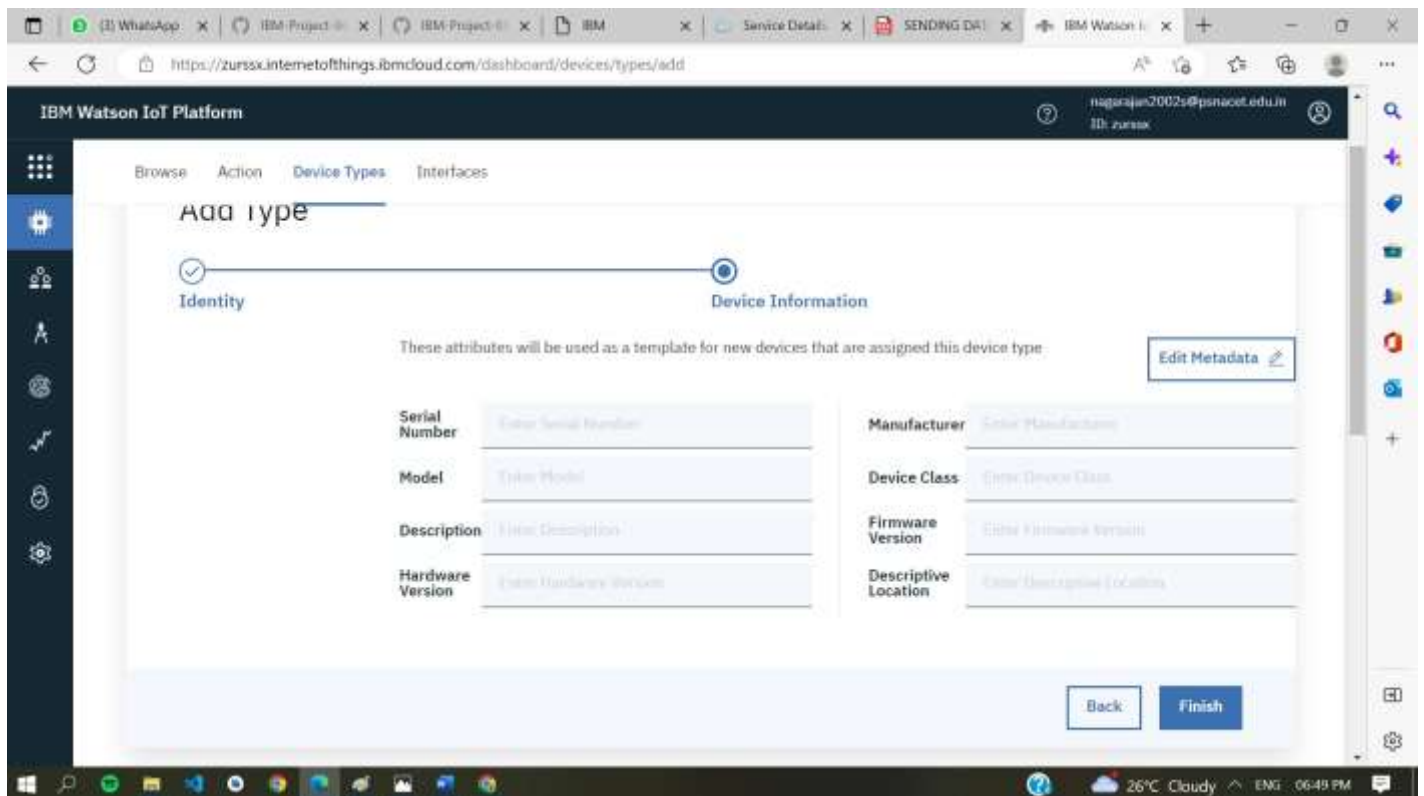 (3) WhatsApp
IBM-Project-
IBM-Project-
IBM
Service Details
SENDING DAT
IBM Watson I
https://zurssx.internetofthings.ibmcloud.com/dashboard/devices/types/add
IBM Watson IoT Platform
nagarajan2002s@psnacet.edu.in
ID: zurssx
Browse Action Device Types Interfaces
Add Type
Identity
Device Information
These attributes will be used as a template for new devices that are assigned this device type
Edit Metadata
Serial
Number
Enter Serial Number
Manufacturer
Enter Manufacturer
Model
Enter Model
Device Class
Enter Device Class
Description
Enter Description
Firmware
Version
Enter Firmware Version
Hardware
Version
Enter Hardware Version
Descriptive
Location
Enter Descriptive Location
Back
Finish
26°C Cloudy
ENG
06:49 PM